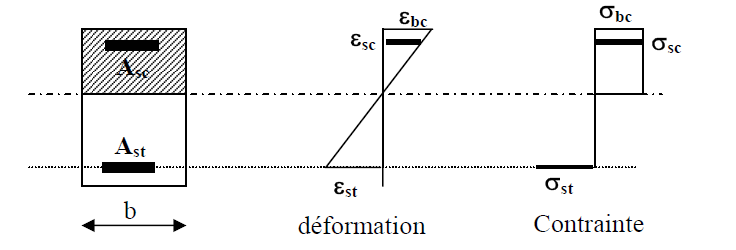 εbc
σbc
εsc
σsc
Asc
Ast
εst
σst
b
déformation
Contrainte